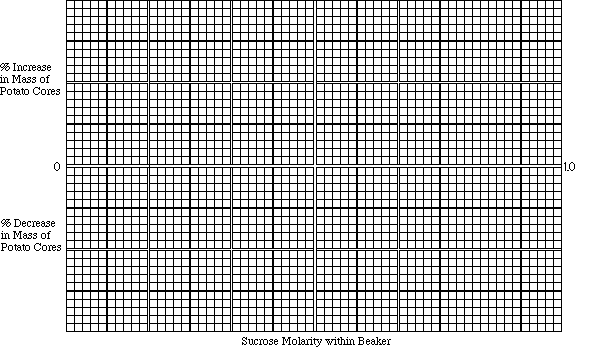 % Increase
in Mass of
Potato Cores
0
1.0
% Decrease
in Mass of
Potato Cores
Sucrose Molarity within Beaker